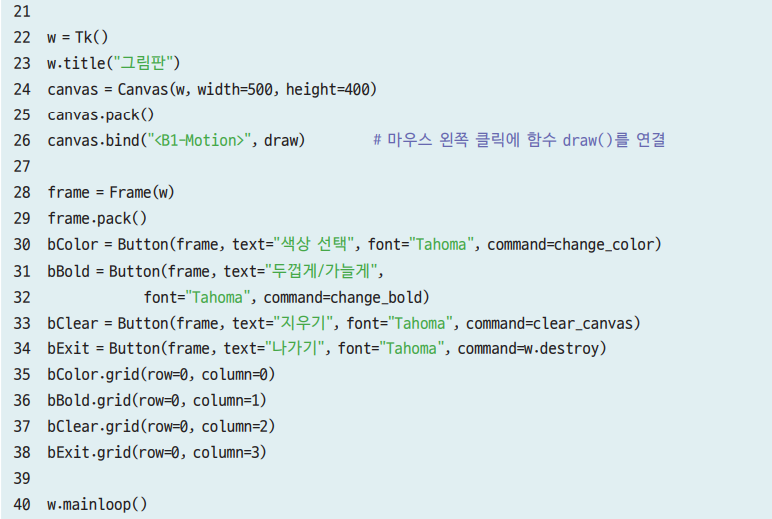 21
22 w = Tk()
23 w.title("그림판")
24 canvas = Canvas(w, width=500, height=400)
25 canvas.pack()
26 canvas.bind("<B1-Motion>", draw) # 마우스 왼쪽 클릭에 함수 draw()를 연결
27
28 frame = Frame(w)
29 frame.pack()
30 bColor = Button(frame, text="색상 선택", font="Tahoma", command=change_color)
31 bBold = Button(frame, text="두껍게/가늘게",
32 font="Tahoma", command=change_bold)
33 bClear = Button(frame, text="지우기", font="Tahoma", command=clear_canvas)
34 bExit = Button(frame, text="나가기", font="Tahoma", command=w.destroy)
35 bColor.grid(row=0, column=0)
36 bBold.grid(row=0, column=1)
37 bClear.grid(row=0, column=2)
38 bExit.grid(row=0, column=3)
39
40 w.mainloop()